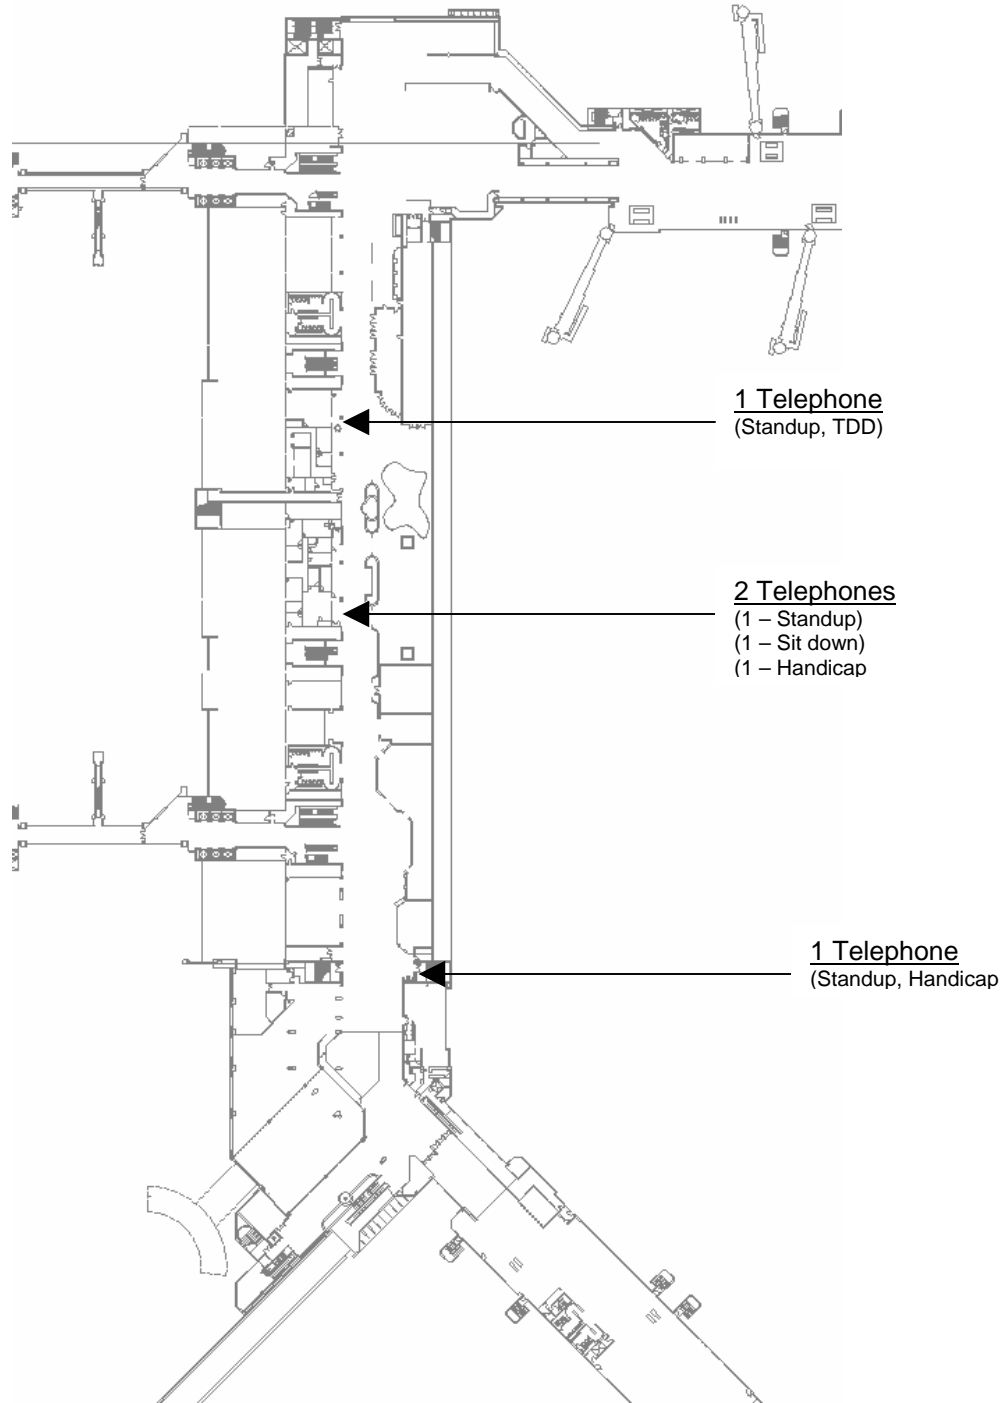 1 Telephone
(Standup, TDD)
2 Telephones
(1 – Standup)
(1 – Sit down)
(1 – Handicap
1 Telephone
(Standup, Handicap